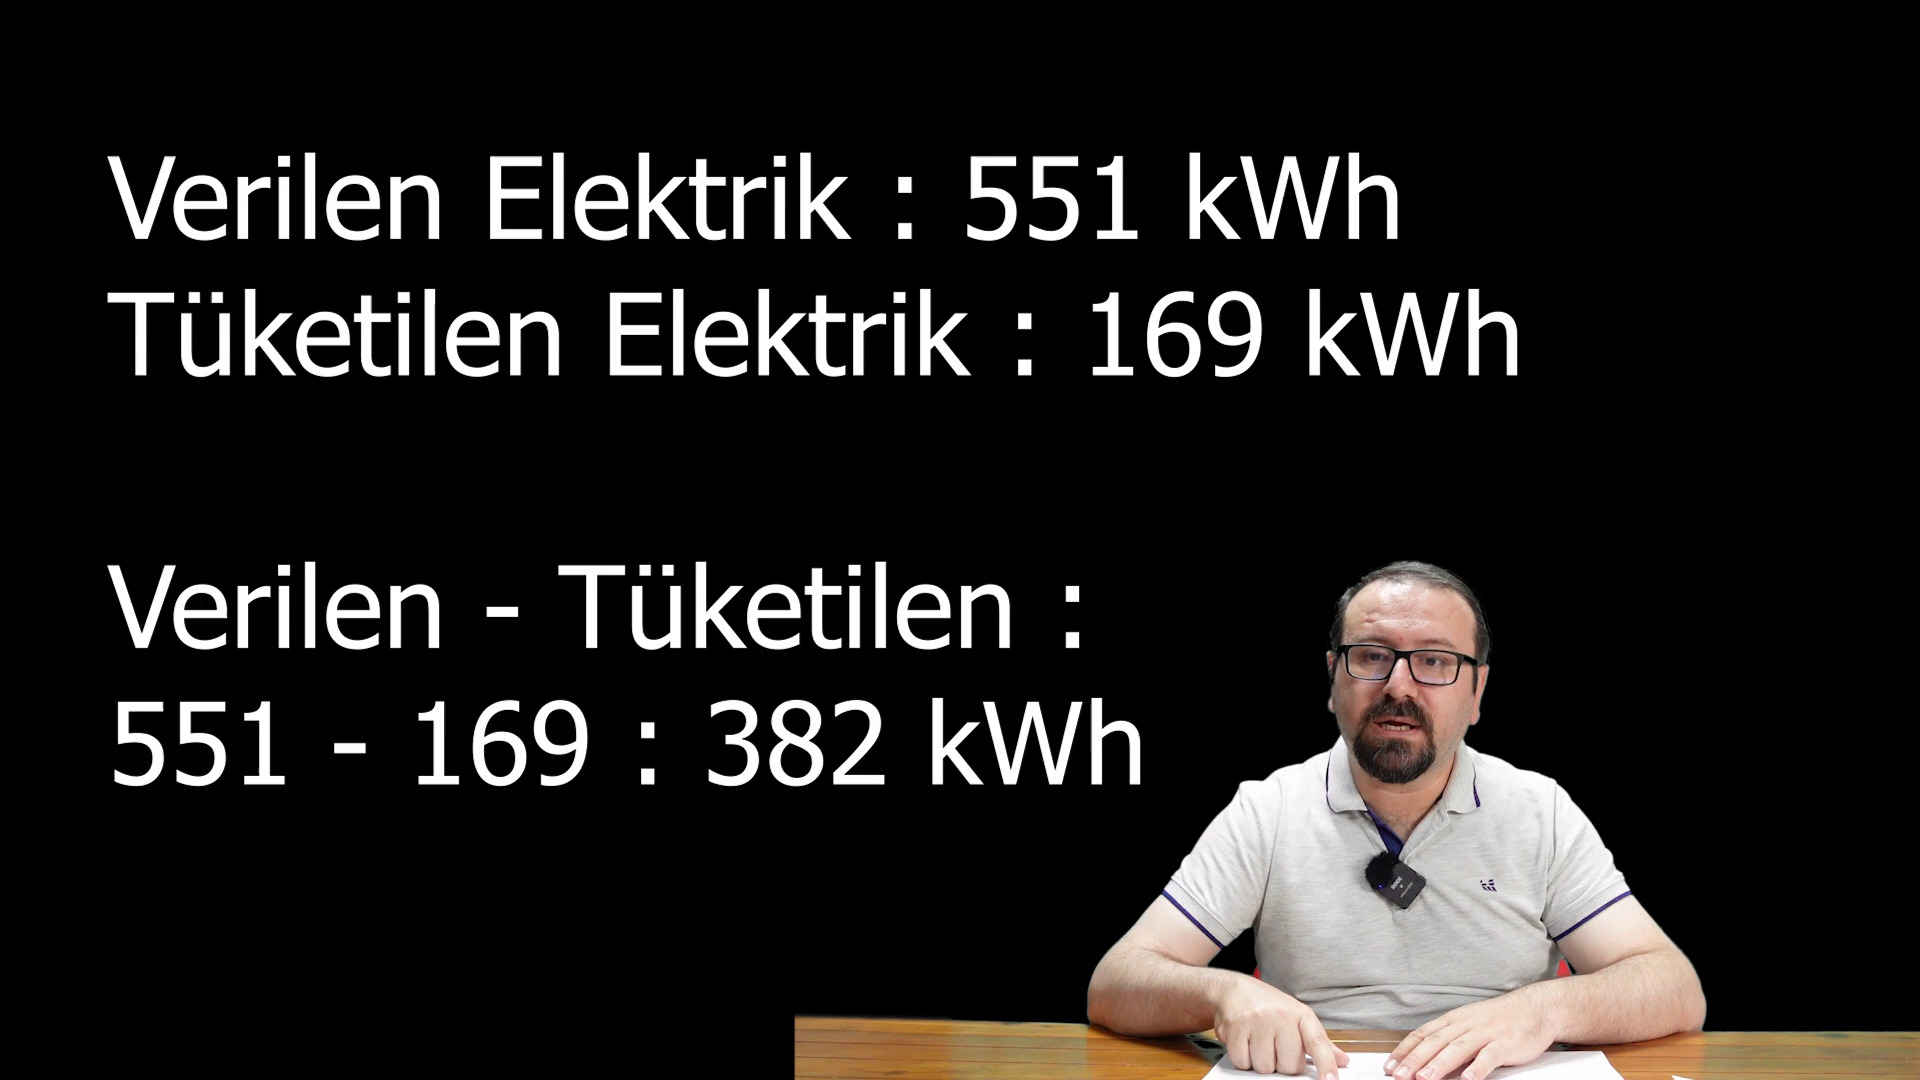 Verilen Elektrik : 551 kWh
Tüketilen Elektrik : 169 kWh
Verilen - Tüketilen :
551 - 169 : 382 kWh